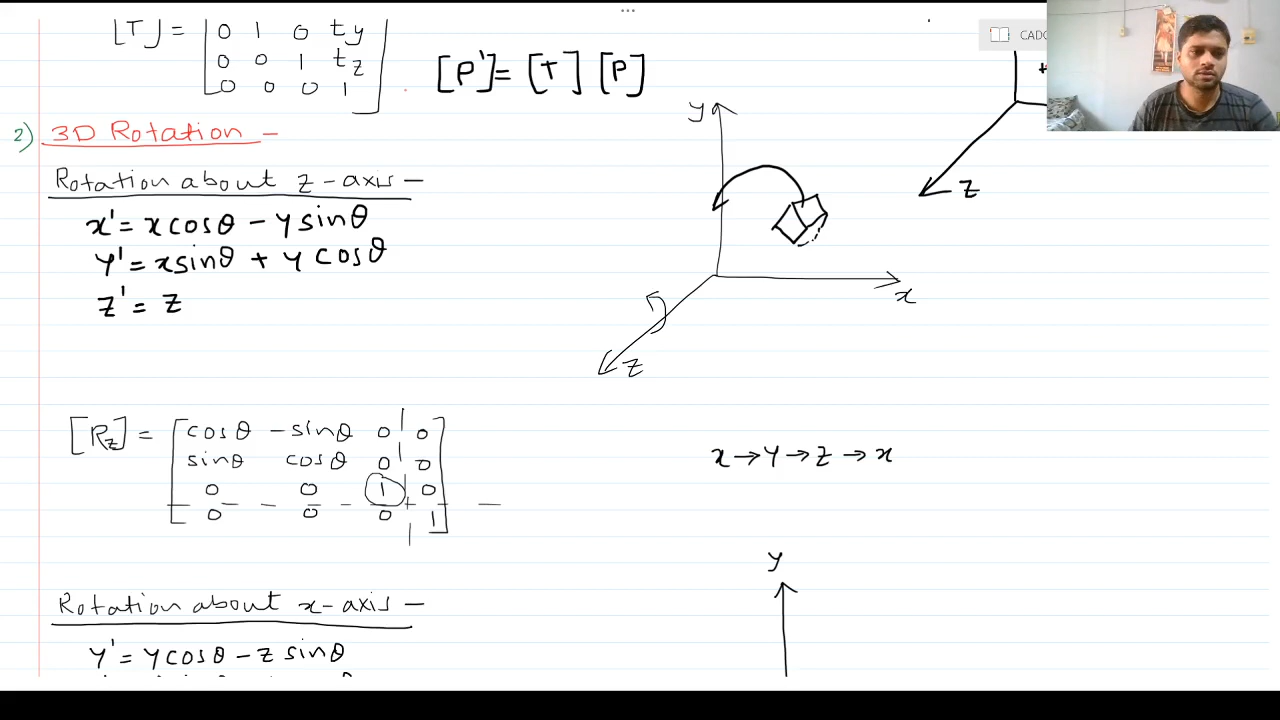 [T] = 0 1 0 ty
0 0 1 tz
0 0 0 1
[P'] = [T] [P]
CADC
z
2) 3D Rotation -
Rotation about z-axis -
x' = x cosθ - y sinθ
y' = x sinθ + y cosθ
z' = z
y
x
z
[Rz] = cosθ - sinθ 0 0
sinθ cosθ 0 0
0 0 1 0
0 0 0 1
x → y → z → x
y
Rotation about x-axis -
y' = y cosθ - z sinθ